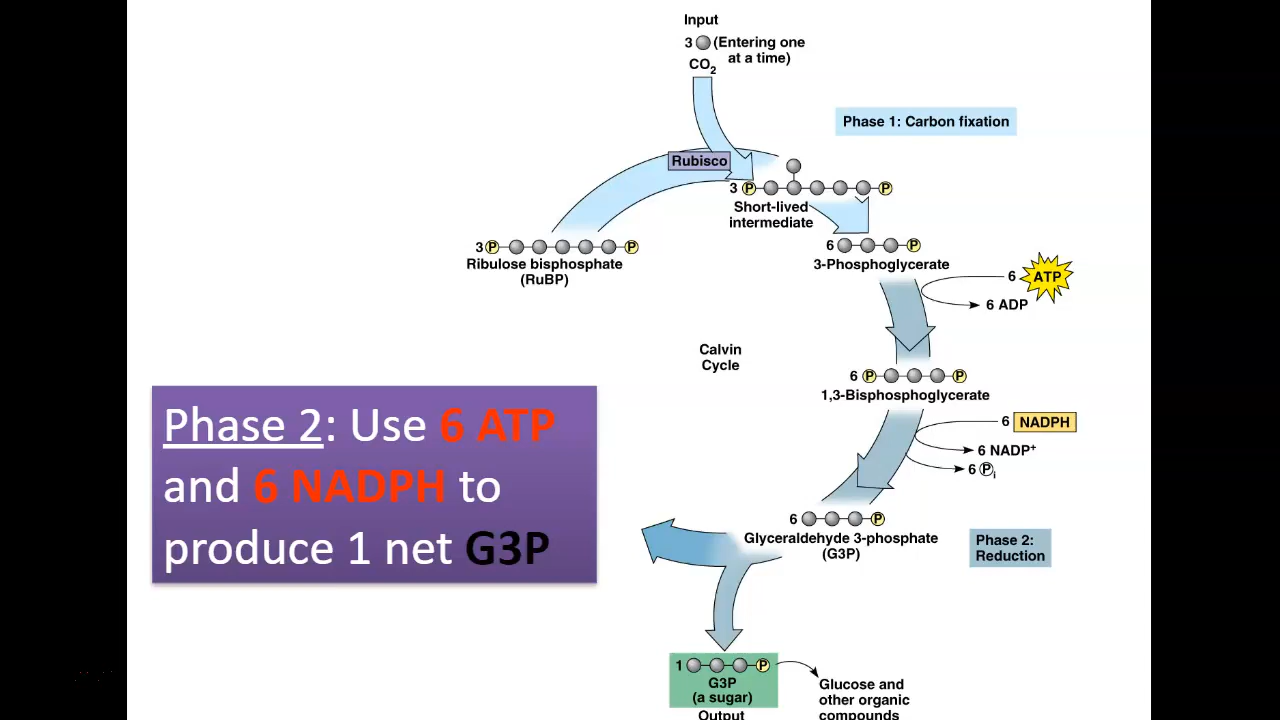 Input
3 (Entering one
at a time)
CO₂
Phase 1: Carbon fixation
Rubisco
3 P P
Short-lived
intermediate
3 P P
Ribulose bisphosphate
(RuBP)
6 P
3-Phosphoglycerate
6 ATP
6 ADP
Calvin
Cycle
6 P P
1,3-Bisphosphoglycerate
6 NADPH
6 NADP⁺
6 Pᵢ
Phase 2: Use 6 ATP
and 6 NADPH to
produce 1 net G3P
6 P
Glyceraldehyde 3-phosphate
(G3P)
Phase 2:
Reduction
1 P
G3P
(a sugar)
Output
Glucose and
other organic
compounds